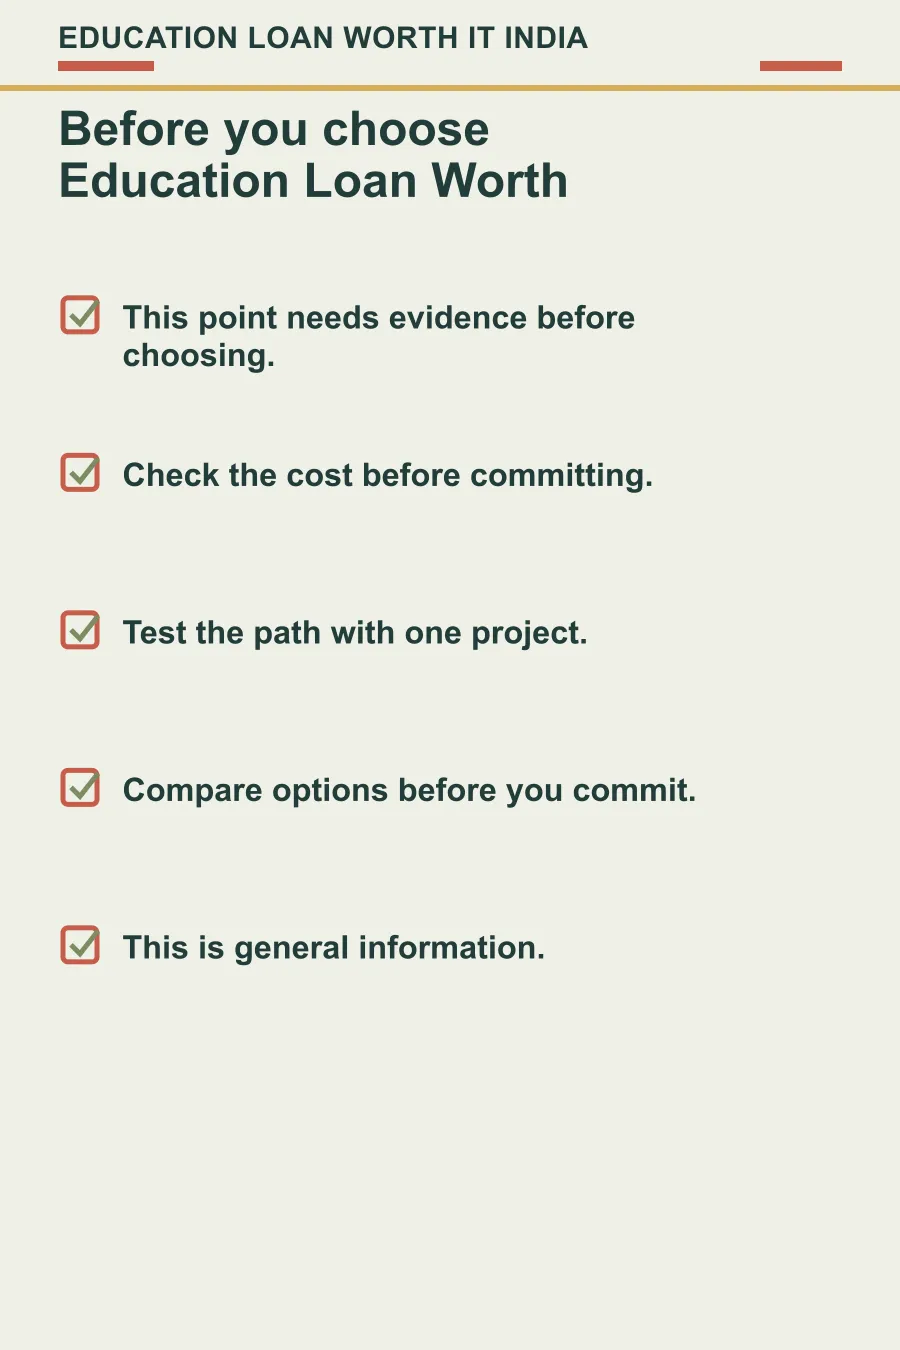 EDUCATION LOAN WORTH IT INDIA
Before you choose
Education Loan Worth
This point needs evidence before
choosing.
Check the cost before committing.
Test the path with one project.
Compare options before you commit.
This is general information.